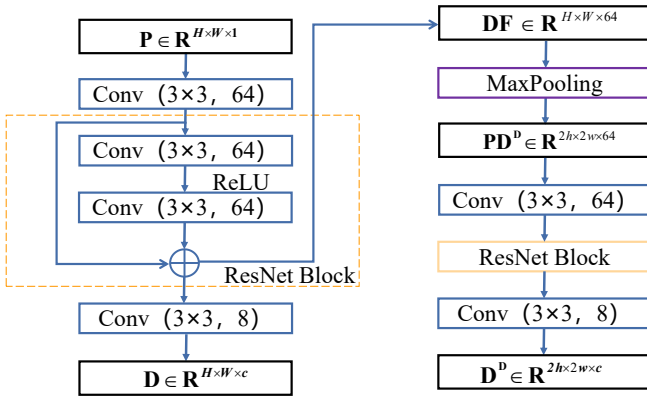 P ∈ R^{H×W×1}
Conv (3×3, 64)
Conv (3×3, 64)
ReLU
Conv (3×3, 64)
ResNet Block
Conv (3×3, 8)
D ∈ R^{H×W×c}
DF ∈ R^{H×W×64}
MaxPooling
PD^D ∈ R^{2h×2w×64}
Conv (3×3, 64)
ResNet Block
Conv (3×3, 8)
D^D ∈ R^{2h×2w×c}